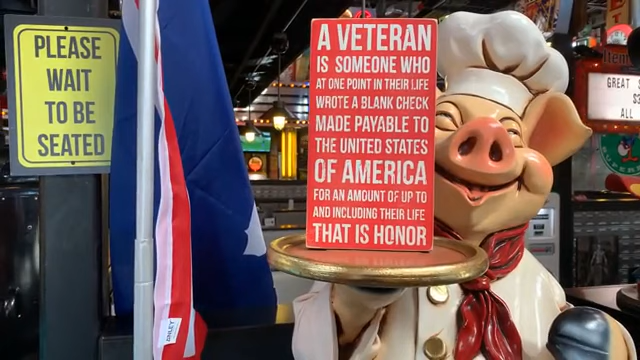 PLEASE
WAIT
TO BE
SEATED
A VETERAN
IS SOMEONE WHO
AT ONE POINT IN THEIR LIFE
WROTE A BLANK CHECK
MADE PAYABLE TO
THE UNITED STATES
OF AMERICA
FOR AN AMOUNT OF UP TO
AND INCLUDING THEIR LIFE
THAT IS HONOR
GREAT
ALL